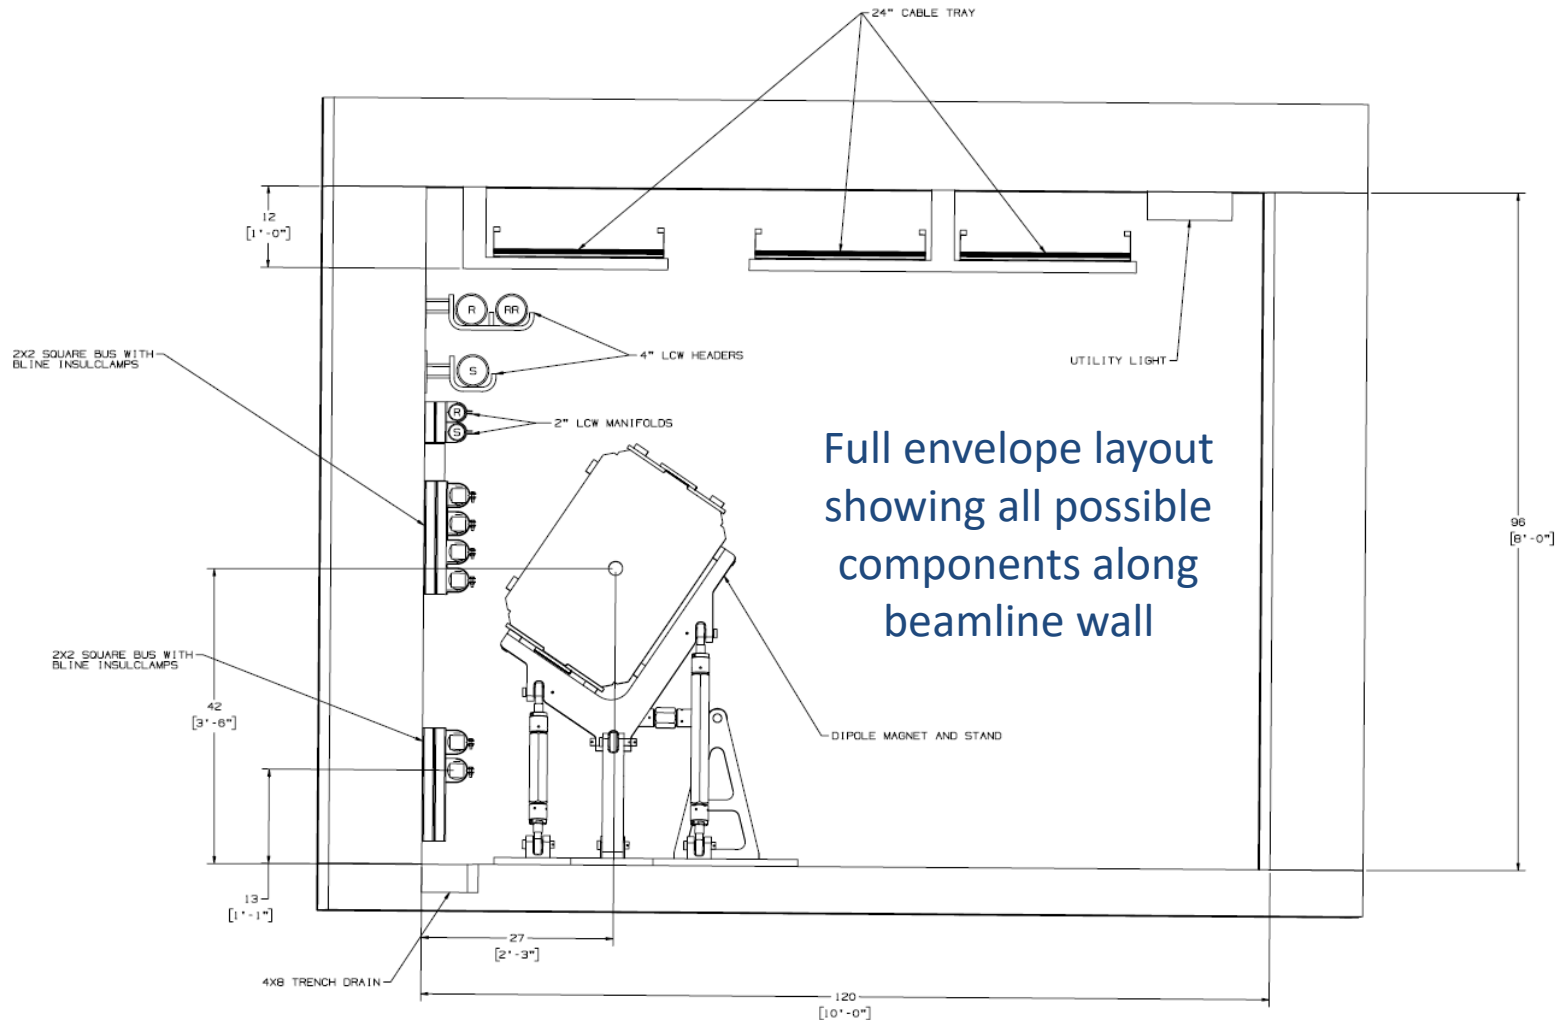 24" CABLE TRAY
12
[1'-0"]
R
RR
2X2 SQUARE BUS WITH
BLINE INSULCLAMPS
4" LCW HEADERS
UTILITY LIGHT
S
R
2" LCW MANIFOLDS
S
Full envelope layout
showing all possible
components along
beamline wall
96
[8'-0"]
2X2 SQUARE BUS WITH
BLINE INSULCLAMPS
42
[3'-6"]
DIPOLE MAGNET AND STAND
13
[1'-1"]
27
[2'-3"]
4X8 TRENCH DRAIN
120
[10'-0"]